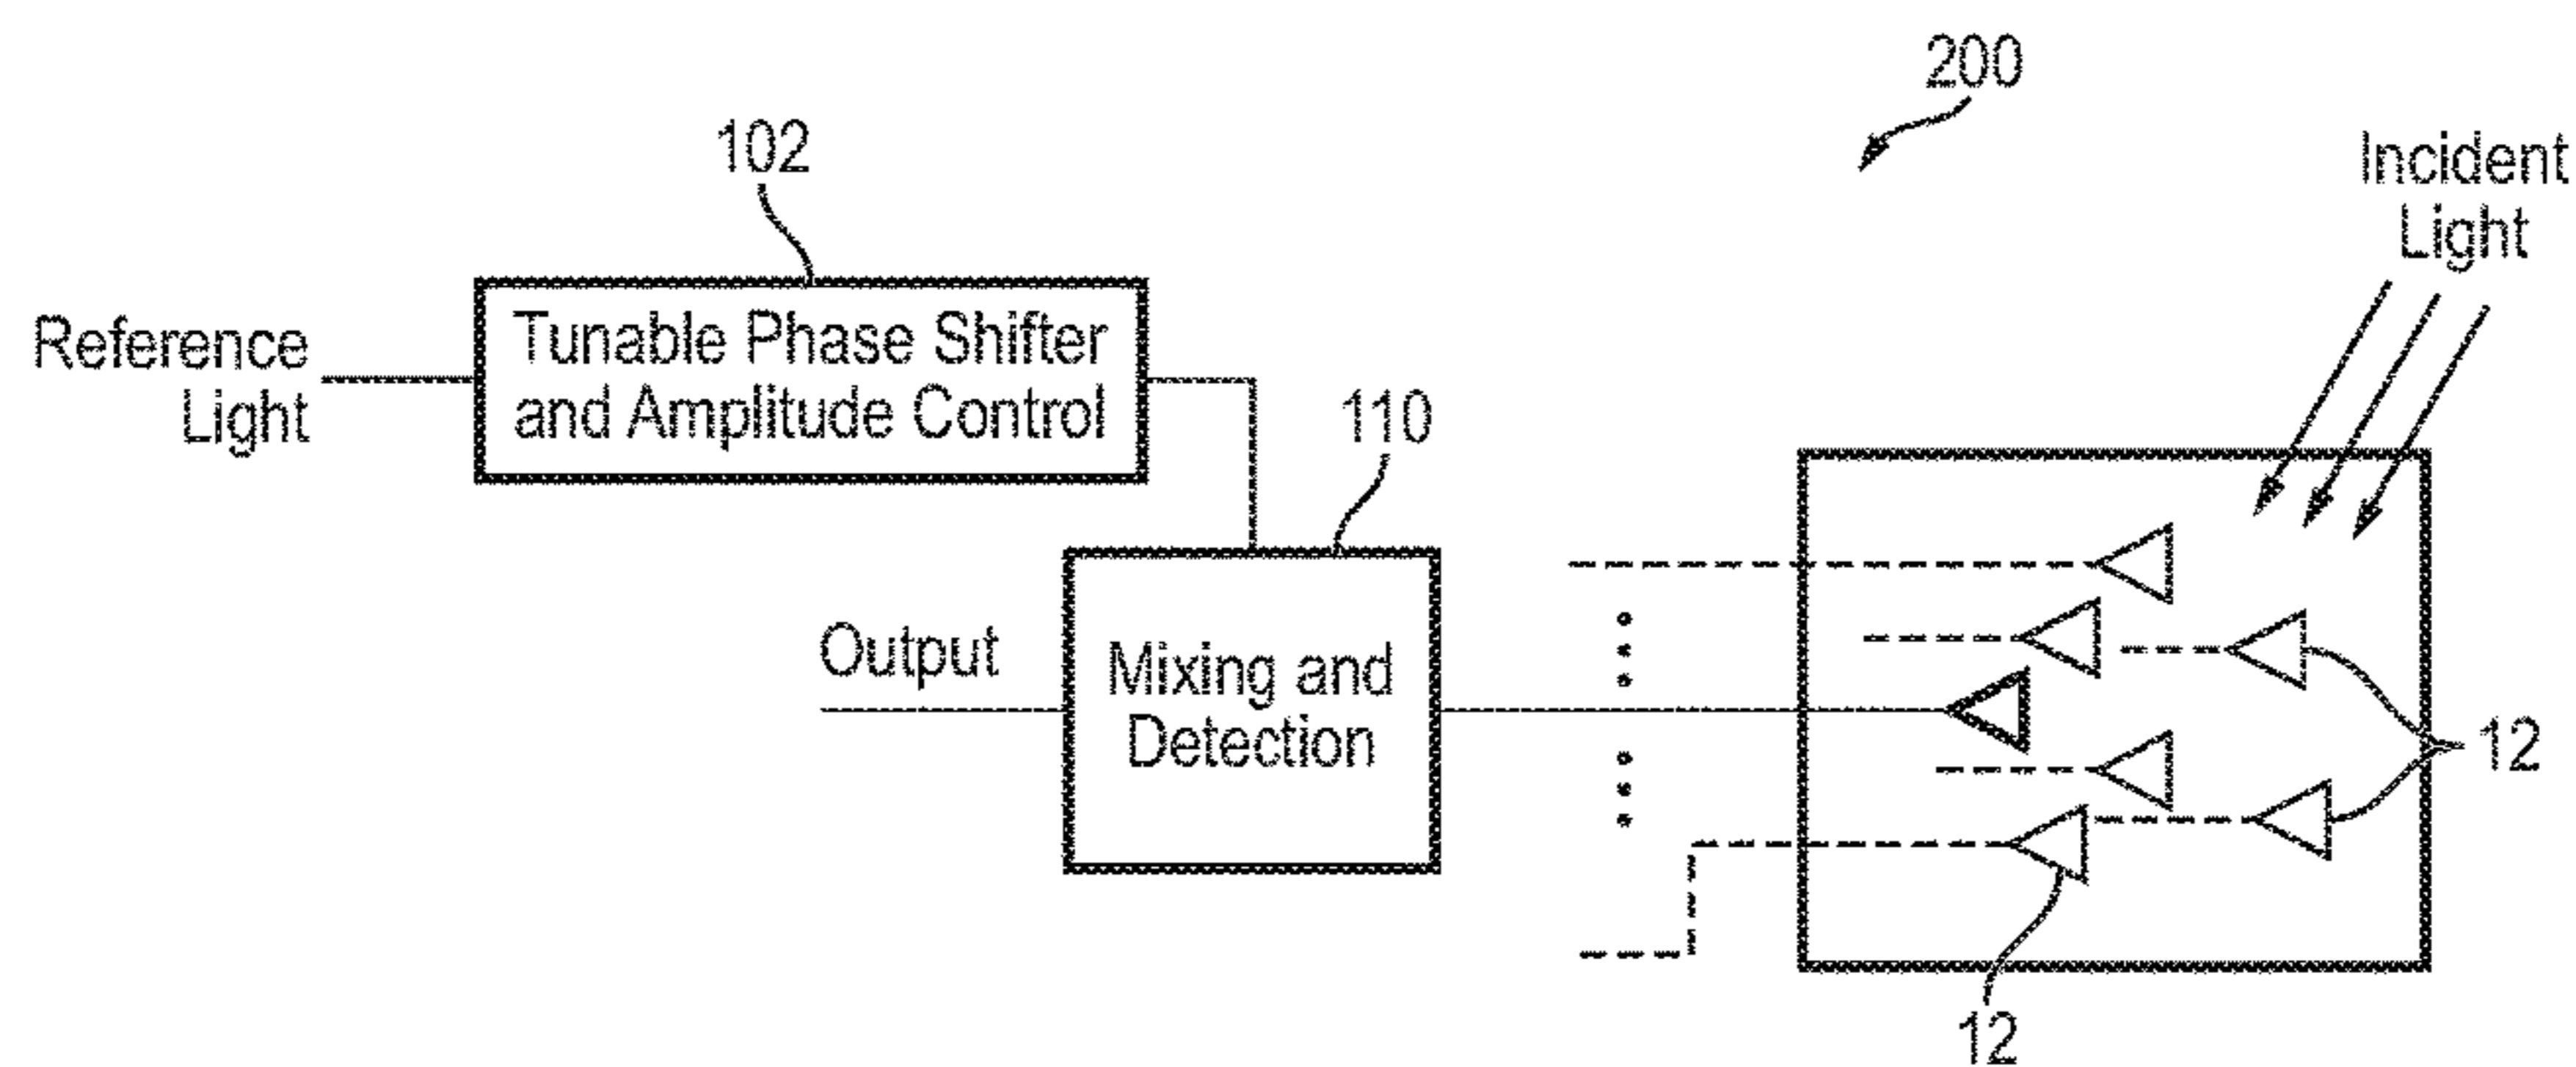 200
102
Incident
Light
Reference
Light
Tunable Phase Shifter
and Amplitude Control
110
Output
Mixing and
Detection
12
12